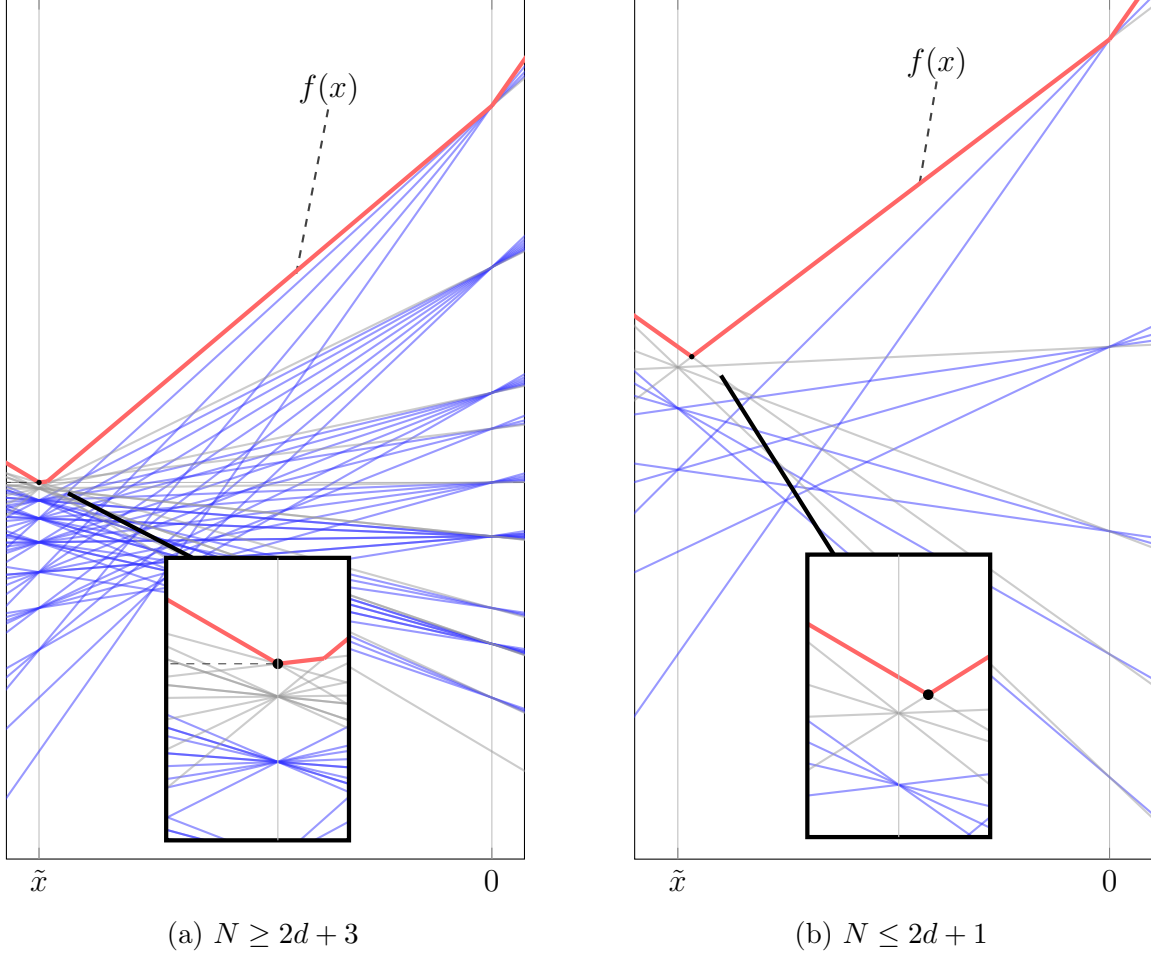 f(x)
f(x)
x̃ 0
x̃ 0
(a) N ≥ 2d + 3
(b) N ≤ 2d + 1